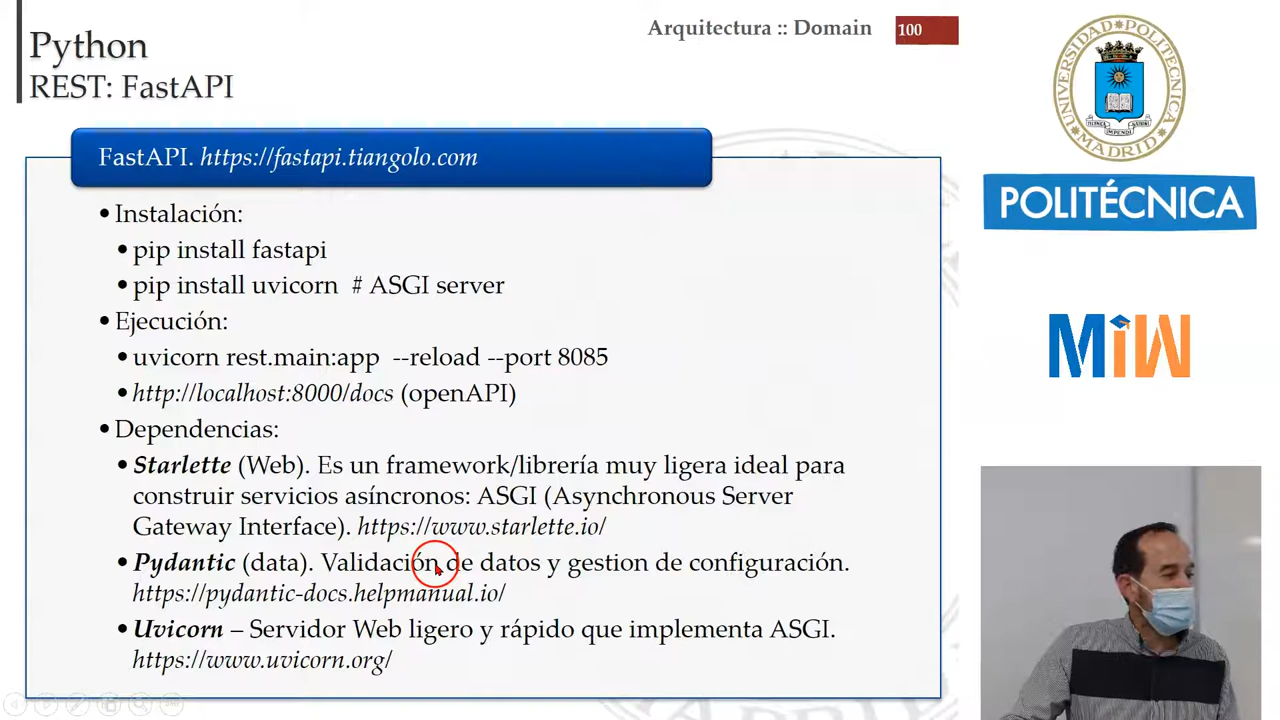 Python
REST: FastAPI
Arquitectura :: Domain
100
FastAPI. https://fastapi.tiangolo.com
• Instalación:
• pip install fastapi
• pip install uvicorn # ASGI server
• Ejecución:
• uvicorn rest.main:app --reload --port 8085
• http://localhost:8000/docs (openAPI)
• Dependencias:
• Starlette (Web). Es un framework/librería muy ligera ideal para
construir servicios asíncronos: ASGI (Asynchronous Server
Gateway Interface). https://www.starlette.io/
• Pydantic (data). Validación de datos y gestion de configuración.
https://pydantic-docs.helpmanual.io/
• Uvicorn – Servidor Web ligero y rápido que implementa ASGI.
https://www.uvicorn.org/
UNIVERSIDAD POLITÉCNICA
MADRID
POLITÉCNICA
MiW